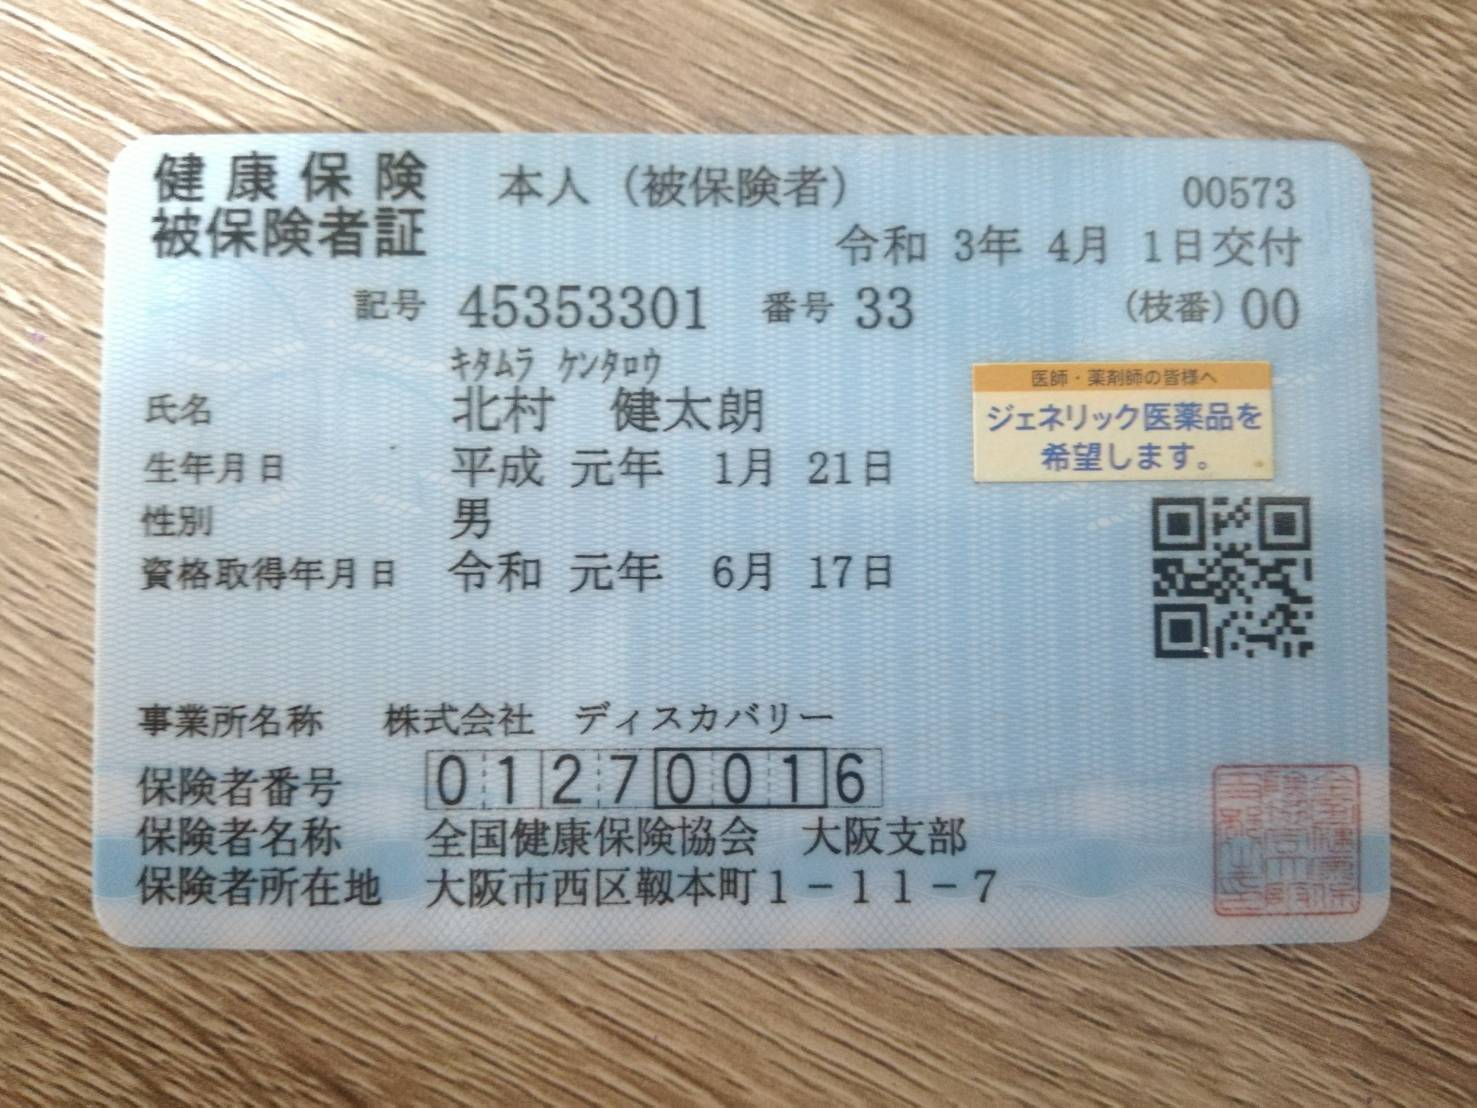 健康保険 本人（被保険者） 00573
被保険者証
令和 3年 4月 1日交付
記号 45353301 番号 33 （枝番）00
キタムラ ケンタロウ
氏名 北村 健太朗
医師・薬剤師の皆様へ
ジェネリック医薬品を
希望します。
生年月日 平成 元年 1月 21日
性別 男
資格取得年月日 令和 元年 6月 17日
事業所名称 株式会社 ディスカバリー
保険者番号 01270016
保険者名称 全国健康保険協会 大阪支部
保険者所在地 大阪市西区靱本町1－11－7